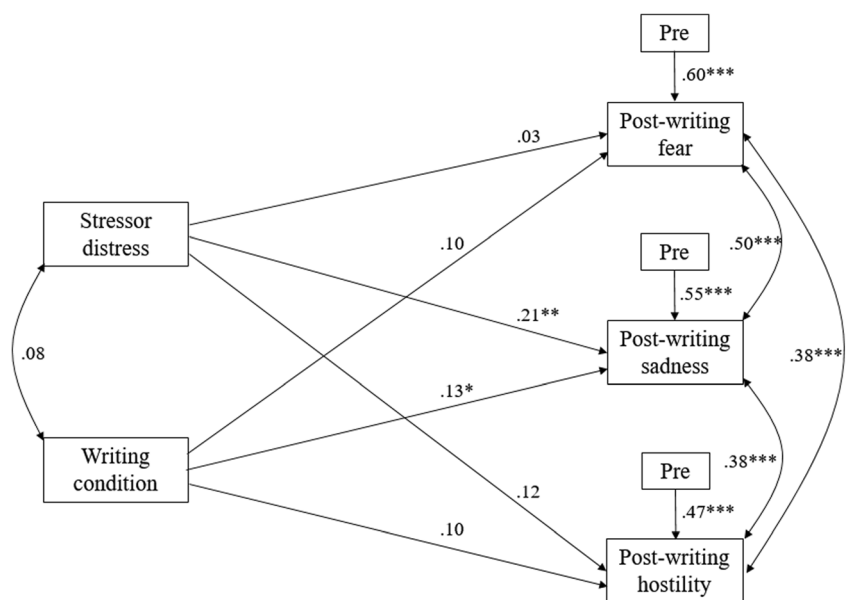 Pre
.60***
Post-writing
fear
.03
Stressor
distress
.10
.50***
Pre
.55***
.21**
Post-writing
sadness
.08
.38***
.13*
Writing
condition
.38***
Pre
.12
.47***
.10
Post-writing
hostility